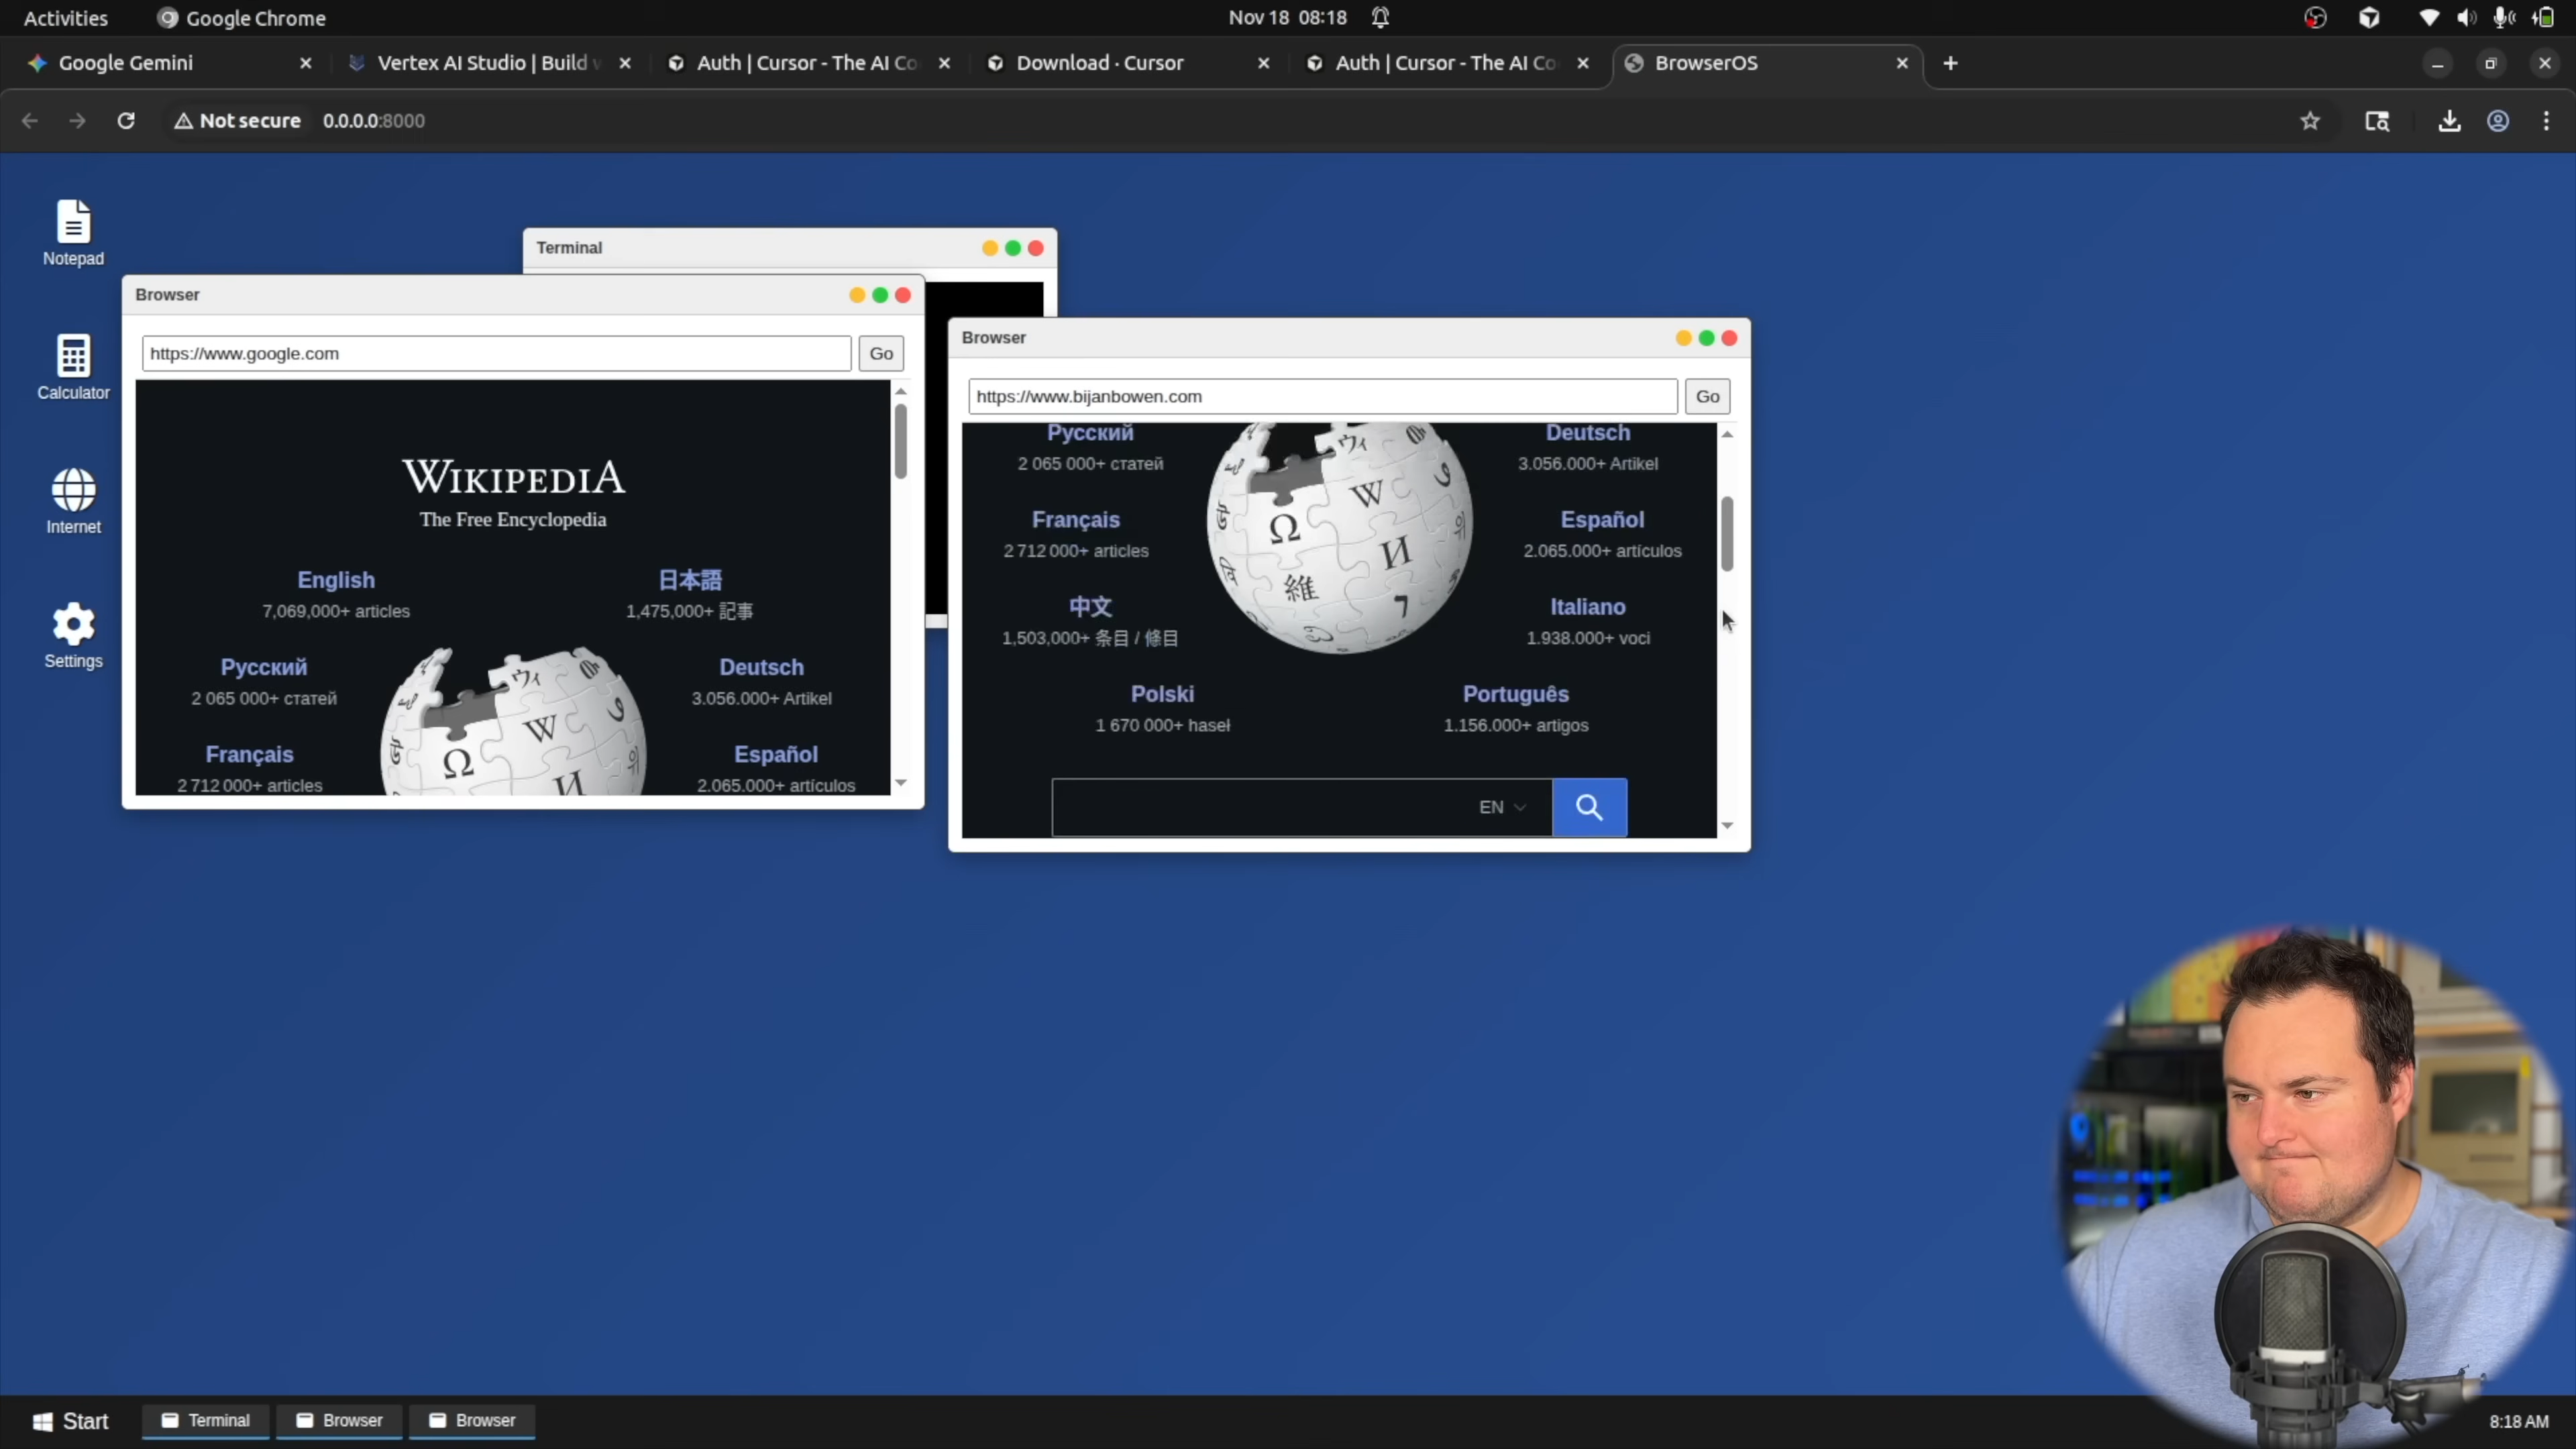 Activities
Google Chrome
Nov 18 08:18
Google Gemini
Vertex AI Studio | Build
Auth | Cursor - The AI Co
Download · Cursor
Auth | Cursor - The AI Co
BrowserOS
Not secure
0.0.0.0:8000
Notepad
Calculator
Internet
Settings
Terminal
Browser
https://www.google.com
Go
WIKIPEDIA
The Free Encyclopedia
English
7,069,000+ articles
日本語
1,475,000+ 記事
Русский
2 065 000+ статей
Deutsch
3.056.000+ Artikel
Français
2 712 000+ articles
Español
2.065.000+ artículos
Ω
W
И
ウィ
Browser
https://www.bijanbowen.com
Go
Русский
2 065 000+ статей
Deutsch
3.056.000+ Artikel
Français
2 712 000+ articles
Español
2.065.000+ artículos
中文
1,503,000+ 条目 / 條目
Italiano
1.938.000+ voci
Polski
1 670 000+ haseł
Português
1.156.000+ artigos
ウィ
W
Ω
И
維
EN
Start
Terminal
Browser
Browser
8:18 AM